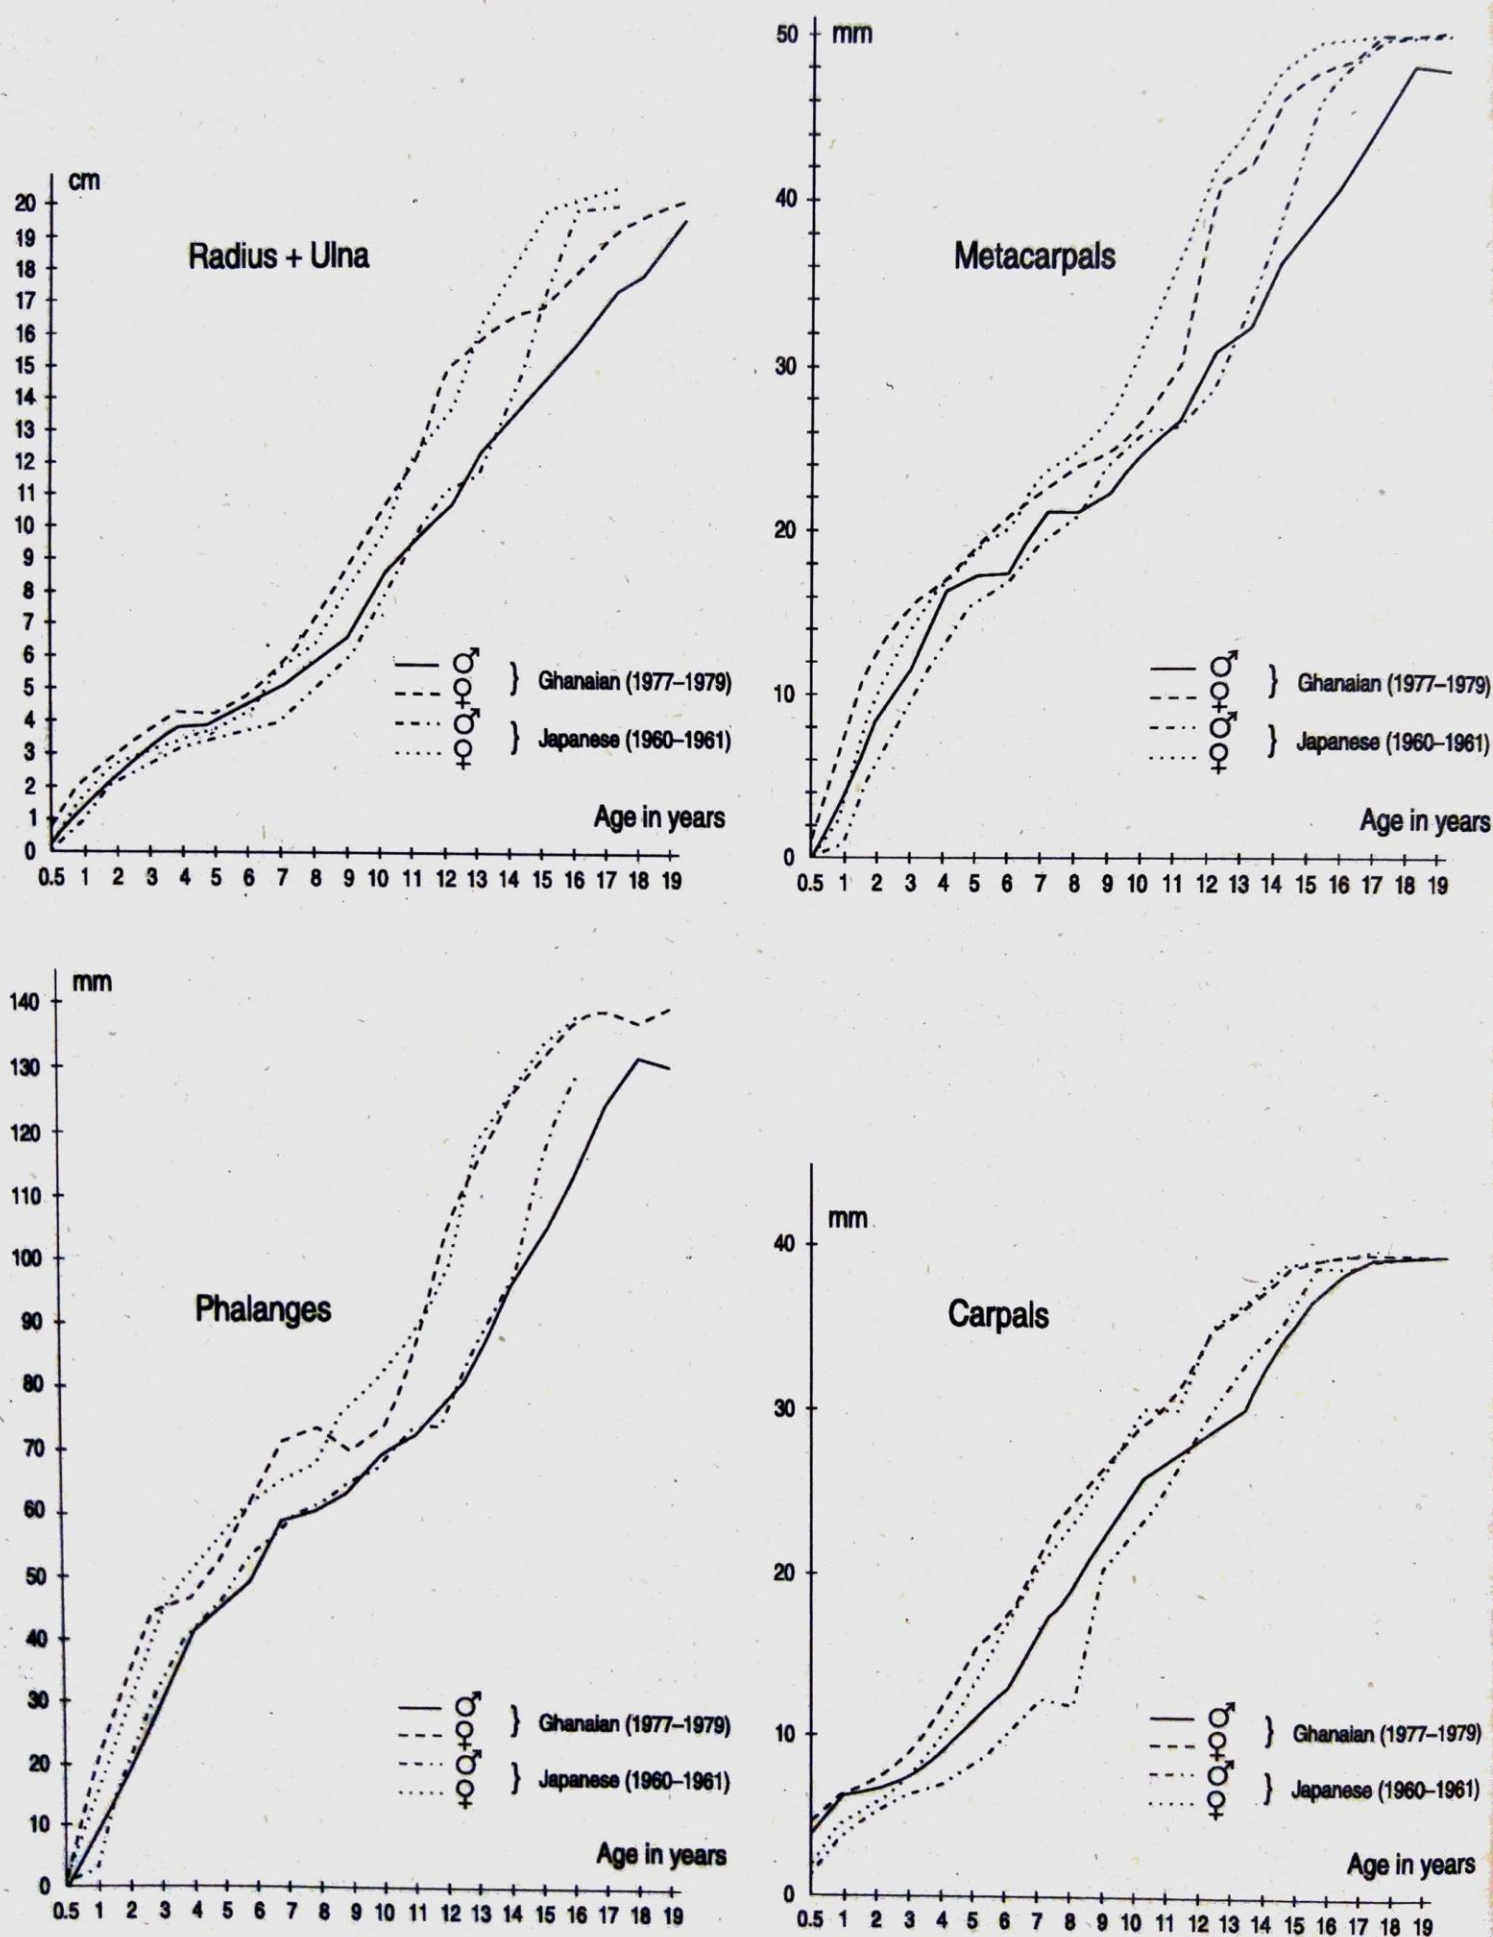 cm
20
19
18
17
16
15
14
13
12
11
10
9
8
7
6
5
4
3
2
1
0
Radius + Ulna
♂
♀
} Ghanaian (1977–1979)
♂
♀
} Japanese (1960–1961)
Age in years
0.5 1 2 3 4 5 6 7 8 9 10 11 12 13 14 15 16 17 18 19
mm
50
40
30
20
10
0
Metacarpals
♂
♀
} Ghanaian (1977–1979)
♂
♀
} Japanese (1960–1961)
Age in years
0.5 1 2 3 4 5 6 7 8 9 10 11 12 13 14 15 16 17 18 19
mm
140
130
120
110
100
90
80
70
60
50
40
30
20
10
0
Phalanges
♂
♀
} Ghanaian (1977–1979)
♂
♀
} Japanese (1960–1961)
Age in years
0.5 1 2 3 4 5 6 7 8 9 10 11 12 13 14 15 16 17 18 19
mm
40
30
20
10
0
Carpals
♂
♀
} Ghanaian (1977–1979)
♂
♀
} Japanese (1960–1961)
Age in years
0.5 1 2 3 4 5 6 7 8 9 10 11 12 13 14 15 16 17 18 19